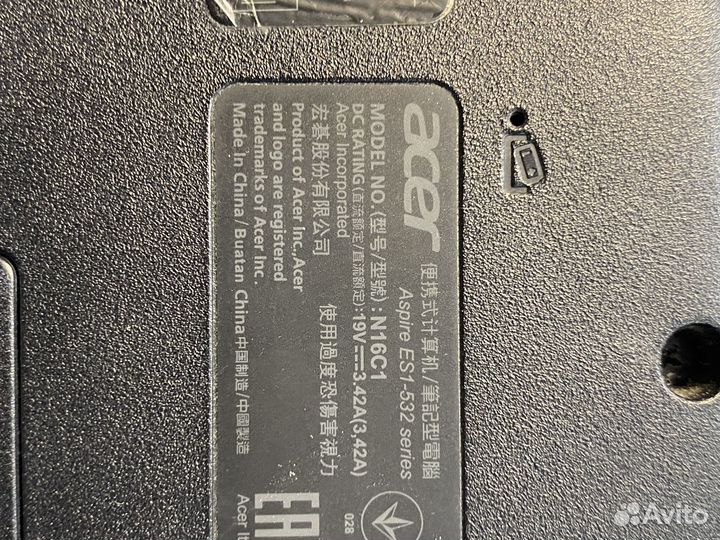 acer
便携式计算机/筆記型電腦
Aspire ES1-532 series
MODEL NO.(型号/型號): N16C1
DC RATING(直流额定/直流額定):19V⎓3.42A(3.42A)
Acer Incorporated
宏碁股份有限公司
使用過度恐傷害視力
Product of Acer Inc.,Acer
and logo are registered
trademarks of Acer Inc.
Made in China/Buatan China中国制造/中國製造
028
EAC
Acer
Avito